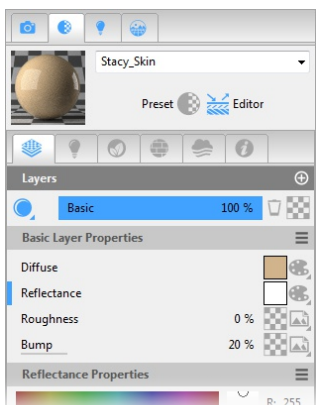 Stacy_Skin
Preset Editor
Layers
Basic 100 %
Basic Layer Properties
Diffuse
Reflectance
Roughness 0 %
Bump 20 %
Reflectance Properties
R: 255